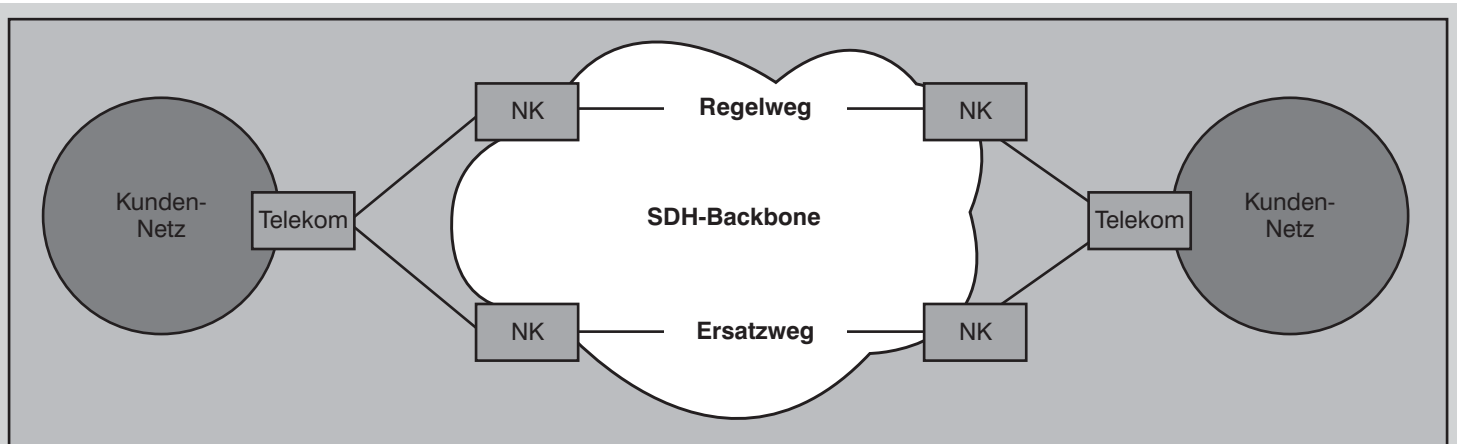 NK
Regelweg
NK
Kunden-
Netz
Telekom
SDH-Backbone
Telekom
Kunden-
Netz
NK
Ersatzweg
NK